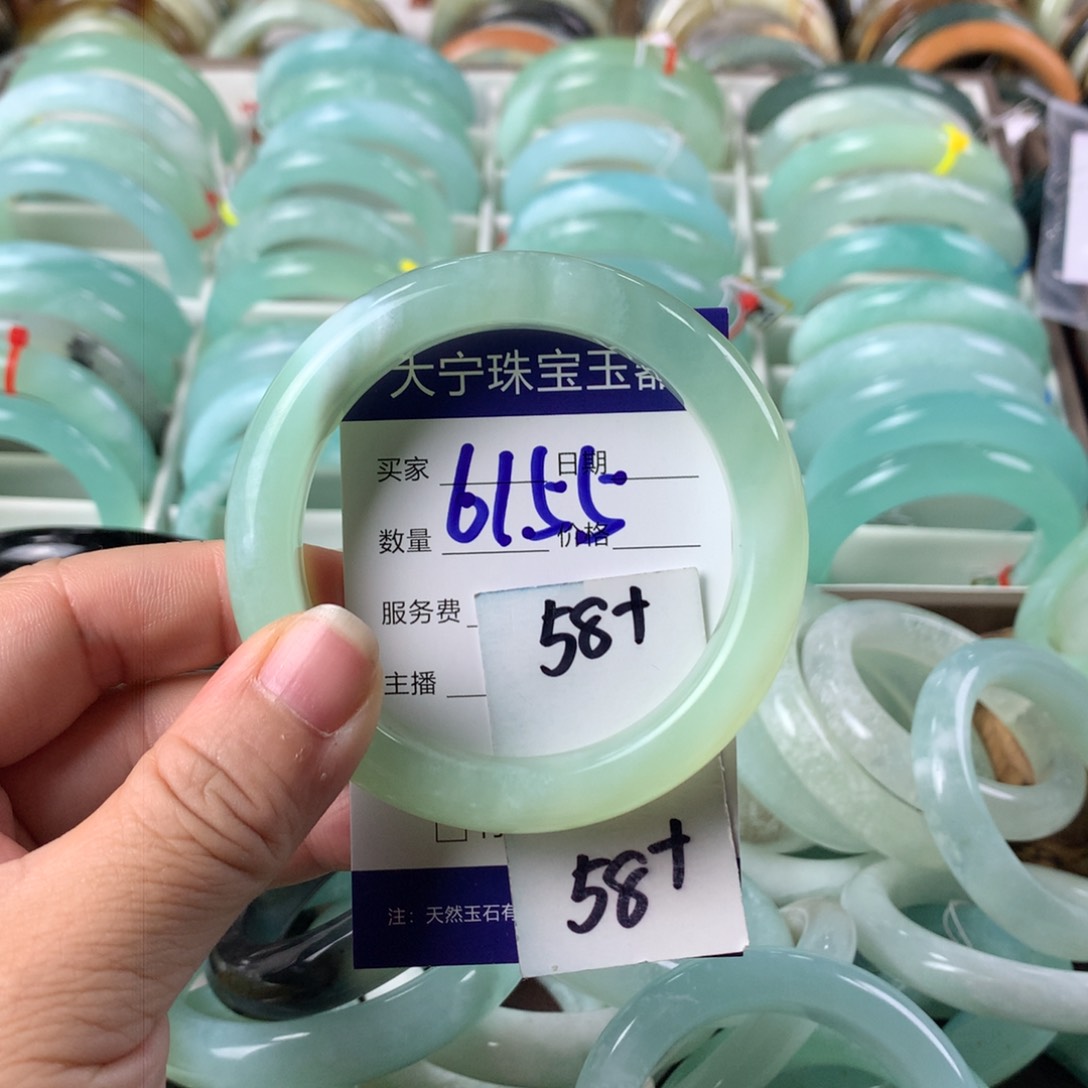 大宁珠宝玉器
买家 6155 日期
数量 价格
服务费
58+
主播
58+
注：天然玉石有